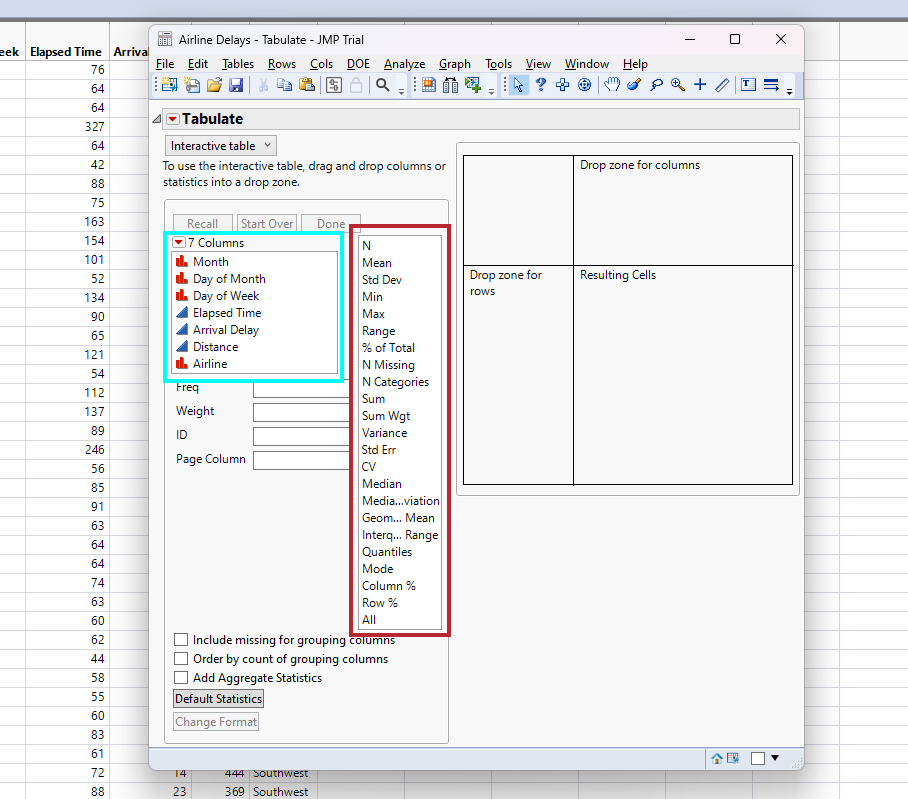 Airline Delays - Tabulate - JMP Trial
File Edit Tables Rows Cols DOE Analyze Graph Tools View Window Help
Tabulate
Interactive table
To use the interactive table, drag and drop columns or
statistics into a drop zone.
Recall Start Over Done
7 Columns
Month
Day of Month
Day of Week
Elapsed Time
Arrival Delay
Distance
Airline
Freq
Weight
ID
Page Column
N
Mean
Std Dev
Min
Max
Range
% of Total
N Missing
N Categories
Sum
Sum Wgt
Variance
Std Err
CV
Median
Media...viation
Geom... Mean
Interq... Range
Quantiles
Mode
Column %
Row %
All
Include missing for grouping columns
Order by count of grouping columns
Add Aggregate Statistics
Default Statistics
Change Format
Drop zone for columns
Drop zone for
rows
Resulting Cells
eek Elapsed Time Arriva
76
64
64
327
64
42
88
75
163
154
101
52
134
90
65
121
54
112
137
89
246
56
85
91
63
64
64
74
63
60
62
44
58
55
60
83
61
72 14 444 Southwest
88 23 369 Southwest